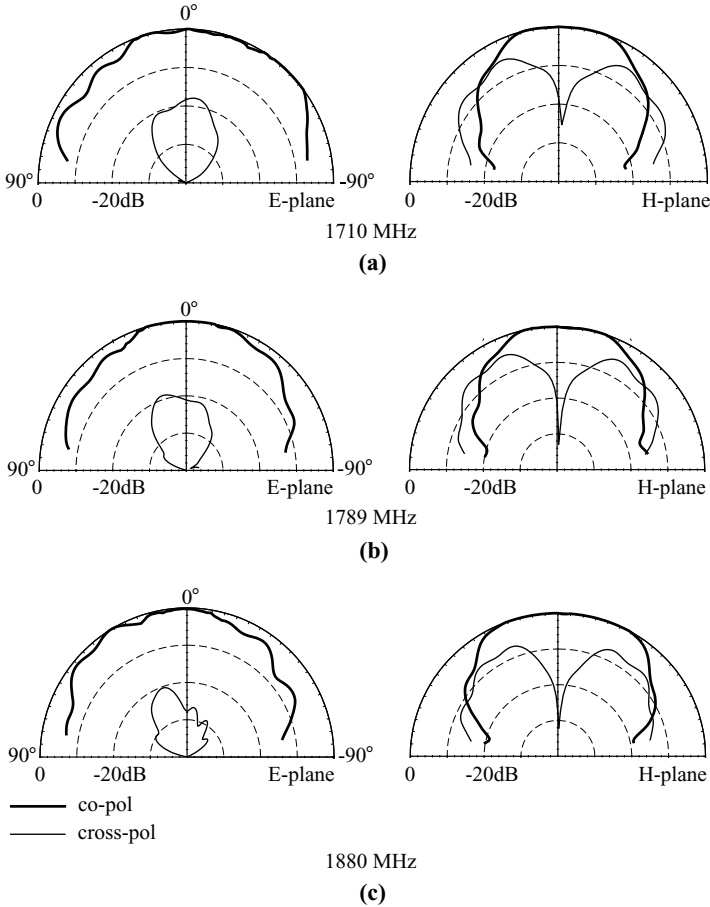 0°
90° -90°
0 -20dB E-plane 0 -20dB H-plane
1710 MHz
(a)
0°
90° -90°
0 -20dB E-plane 0 -20dB H-plane
1789 MHz
(b)
0°
90° -90°
0 -20dB E-plane 0 -20dB H-plane
co-pol
cross-pol
1880 MHz
(c)